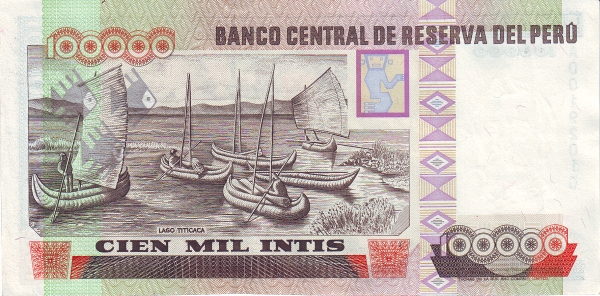 100000
BANCO CENTRAL DE RESERVA DEL PERÚ
LAGO TITICACA
CIEN MIL INTIS
100000